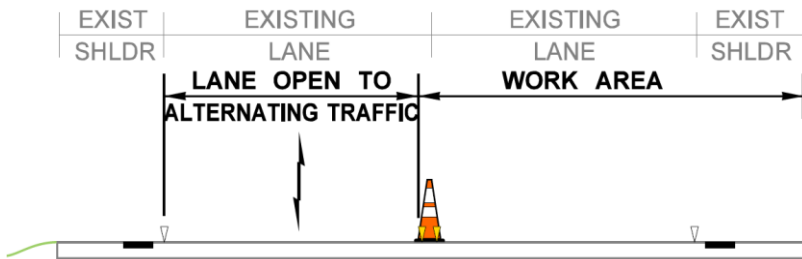 EXIST EXISTING EXISTING EXIST
SHLDR LANE LANE SHLDR
LANE OPEN TO WORK AREA
ALTERNATING TRAFFIC